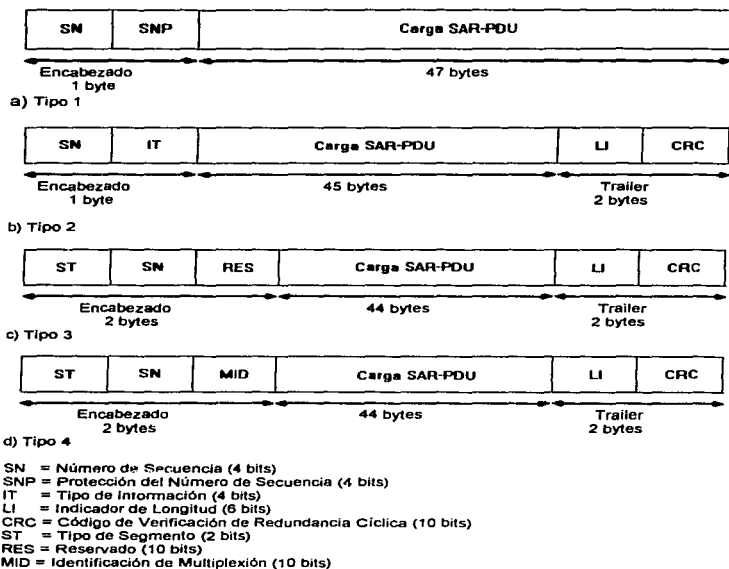 SN SNP Carga SAR-PDU
Encabezado 47 bytes
1 byte
a) Tipo 1
SN IT Carga SAR-PDU LI CRC
Encabezado 45 bytes Trailer
1 byte 2 bytes
b) Tipo 2
ST SN RES Carga SAR-PDU LI CRC
Encabezado 44 bytes Trailer
2 bytes 2 bytes
c) Tipo 3
ST SN MID Carga SAR-PDU LI CRC
Encabezado 44 bytes Trailer
2 bytes 2 bytes
d) Tipo 4
SN = Número de Secuencia (4 bits)
SNP = Protección del Número de Secuencia (4 bits)
IT = Tipo de Información (4 bits)
LI = Indicador de Longitud (6 bits)
CRC = Código de Verificación de Redundancia Cíclica (10 bits)
ST = Tipo de Segmento (2 bits)
RES = Reservado (10 bits)
MID = Identificación de Multiplexión (10 bits)